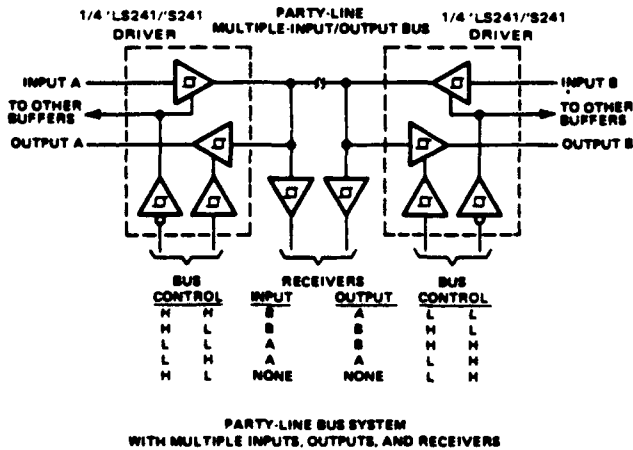 1/4 'LS241/'S241
DRIVER
PARTY-LINE
MULTIPLE-INPUT/OUTPUT BUS
1/4 'LS241/'S241
DRIVER
INPUT A
INPUT B
TO OTHER
BUFFERS
TO OTHER
BUFFERS
OUTPUT A
OUTPUT B
BUS
CONTROL
RECEIVERS
INPUT OUTPUT
BUS
CONTROL
H H B A L L
H L B B H L
L L A B H H
L H A A L H
H L NONE NONE L H
PARTY-LINE BUS SYSTEM
WITH MULTIPLE INPUTS, OUTPUTS, AND RECEIVERS